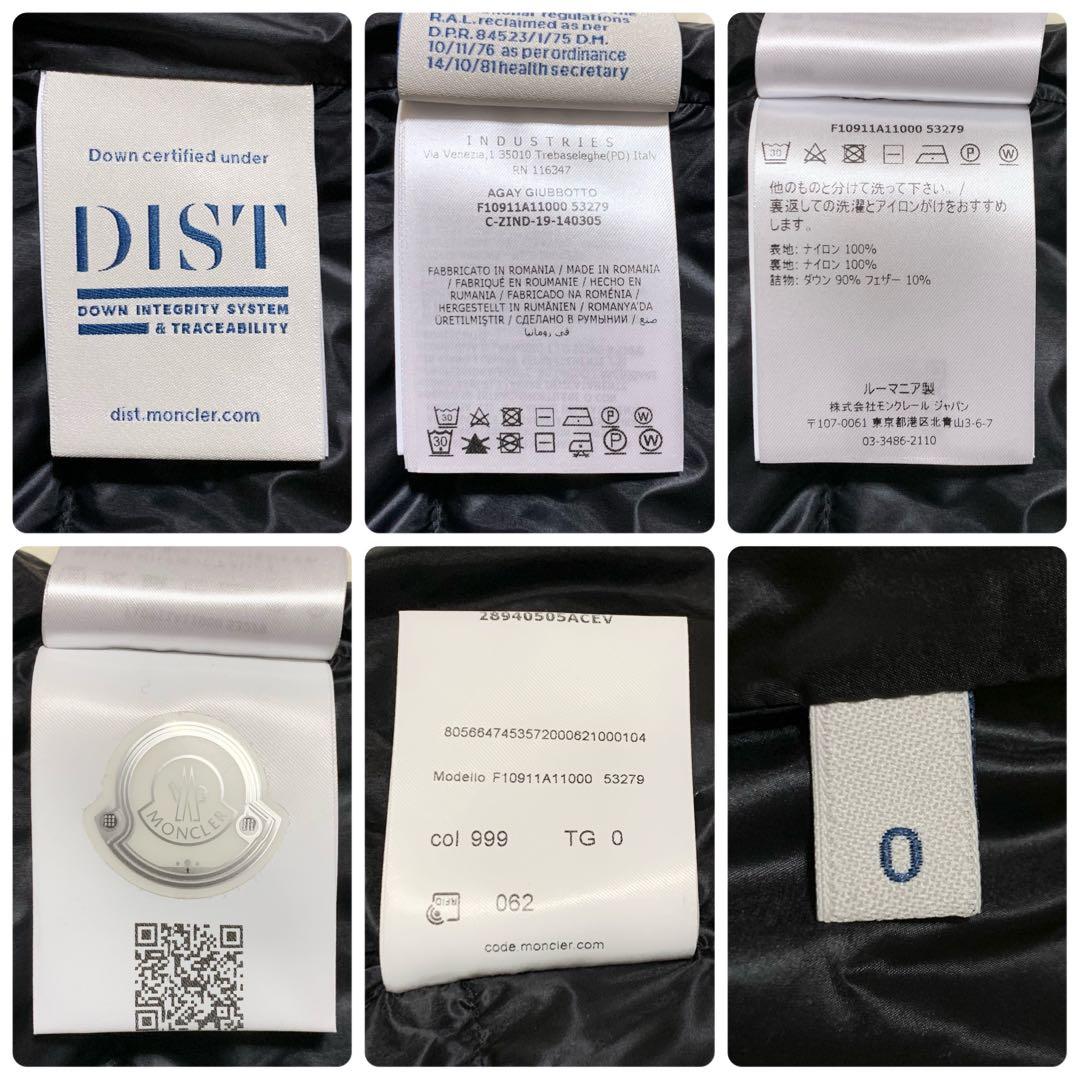 Down certified under
DIST
DOWN INTEGRITY SYSTEM
& TRACEABILITY
dist.moncler.com
regulations
R.A.L. reclaimed as per
D.P.R. 84523/1/75 D.M.
10/11/76 as per ordinance
14/10/81 health secretary
INDUSTRIES
Via Venezia,1 35010 Trebaseleghe(PD) Italy
RN 116347
AGAY GIUBBOTTO
F10911A11000 53279
C-ZIND-19-140305
FABBRICATO IN ROMANIA / MADE IN ROMANIA
/ FABRIQUÉ EN ROUMANIE / HECHO EN
RUMANIA / FABRICADO NA ROMÉNIA /
HERGESTELLT IN RUMÄNIEN / ROMANYA'DA
ÜRETILMIŞTIR / СДЕЛАНО В РУМЫНИИ / صنع
في رومانيا
30 P W
30 P W
F10911A11000 53279
30 P W
他のものと分けて洗って下さい。/
裏返しての洗濯とアイロンがけをおすすめ
します。
表地: ナイロン 100%
裏地: ナイロン 100%
詰物: ダウン 90% フェザー 10%
ルーマニア製
株式会社モンクレール ジャパン
〒107-0061 東京都港区北青山3-6-7
03-3486-2110
MONCLER
28940505ACEV
8056647453572000621000104
Modello F10911A11000 53279
col 999 TG 0
RFID 062
code.moncler.com
0